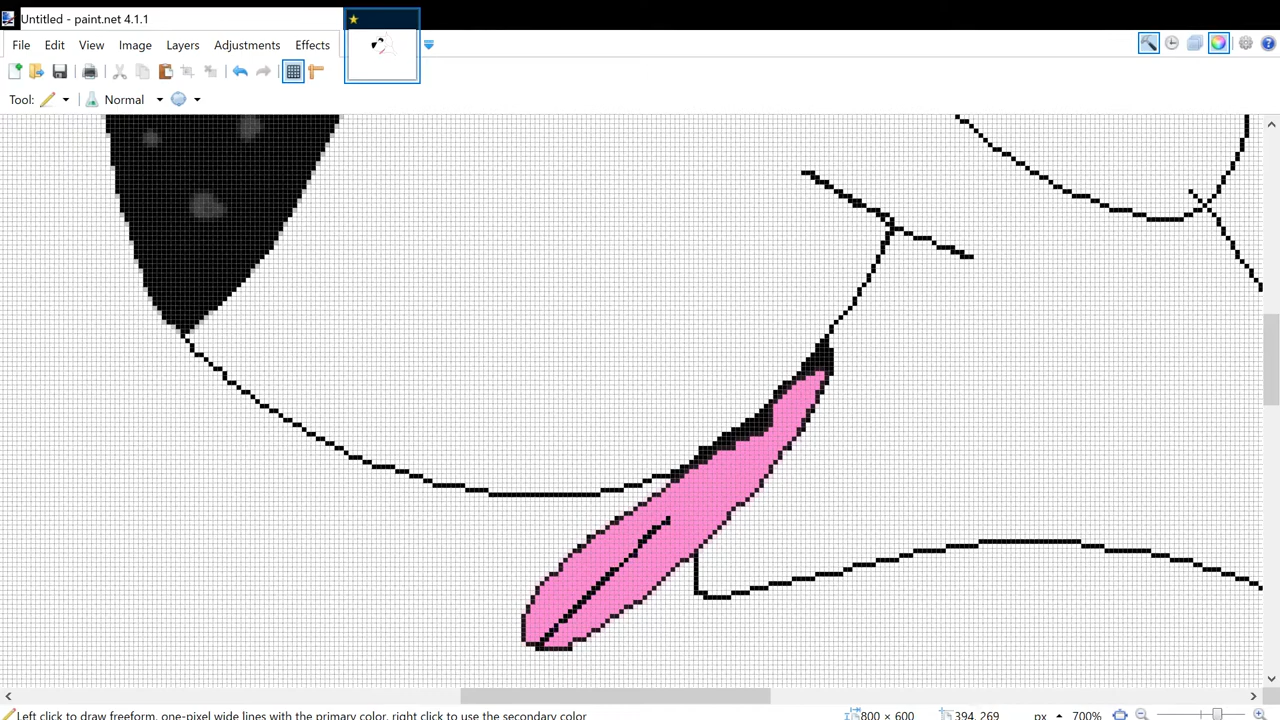 Untitled - paint.net 4.1.1
File Edit View Image Layers Adjustments Effects
Tool: Normal
Left click to draw freeform, one-pixel wide lines with the primary color, right click to use the secondary color 800 × 600 394, 269 px 700%